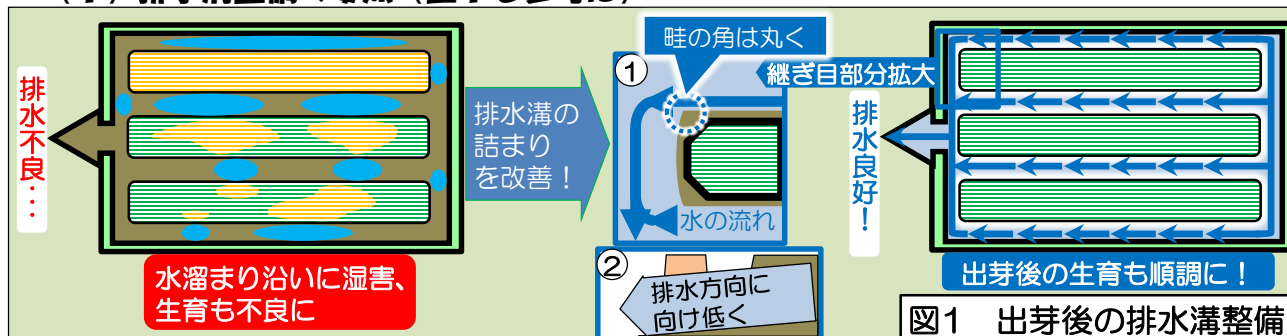 排水不良・・・
水溜まり沿いに湿害、
生育も不良に
排水溝の
詰まり
を改善！
①
畦の角は丸く
継ぎ目部分拡大
水の流れ
②
排水方向に
向け低く
排水良好！
出芽後の生育も順調に！
図1　出芽後の排水溝整備